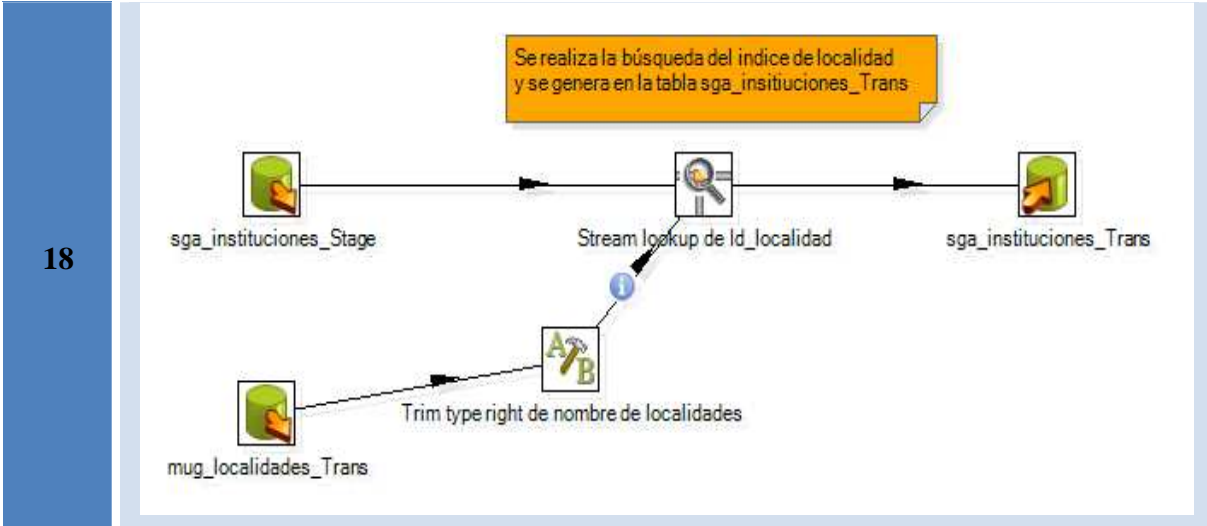 18
Se realiza la búsqueda del indice de localidad
y se genera en la tabla sga_insitiuciones_Trans
sga_instituciones_Stage
Stream lookup de Id_localidad
sga_instituciones_Trans
Trim type right de nombre de localidades
mug_localidades_Trans